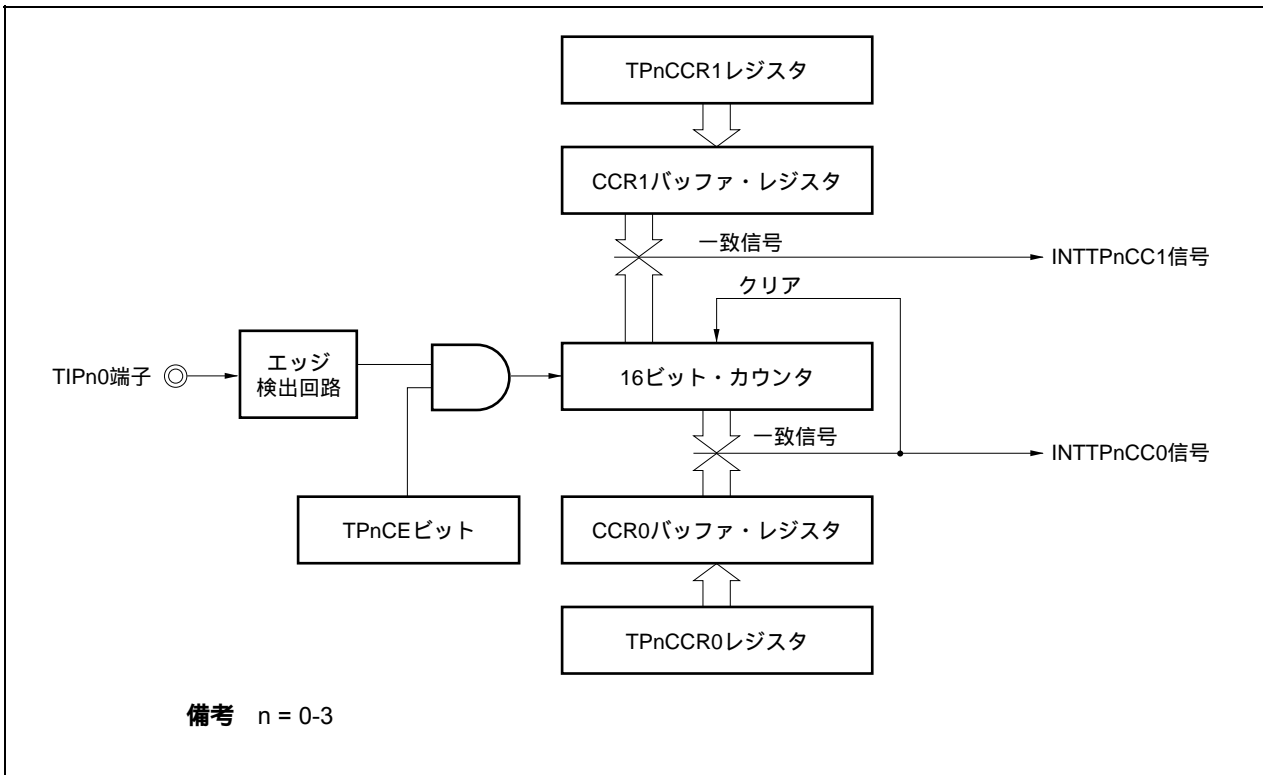 TPnCCR1レジスタ
CCR1バッファ・レジスタ
一致信号
INTTPnCC1信号
クリア
TIPn0端子
エッジ
検出回路
16ビット・カウンタ
一致信号
INTTPnCC0信号
TPnCEビット
CCR0バッファ・レジスタ
TPnCCR0レジスタ
備考 n = 0-3